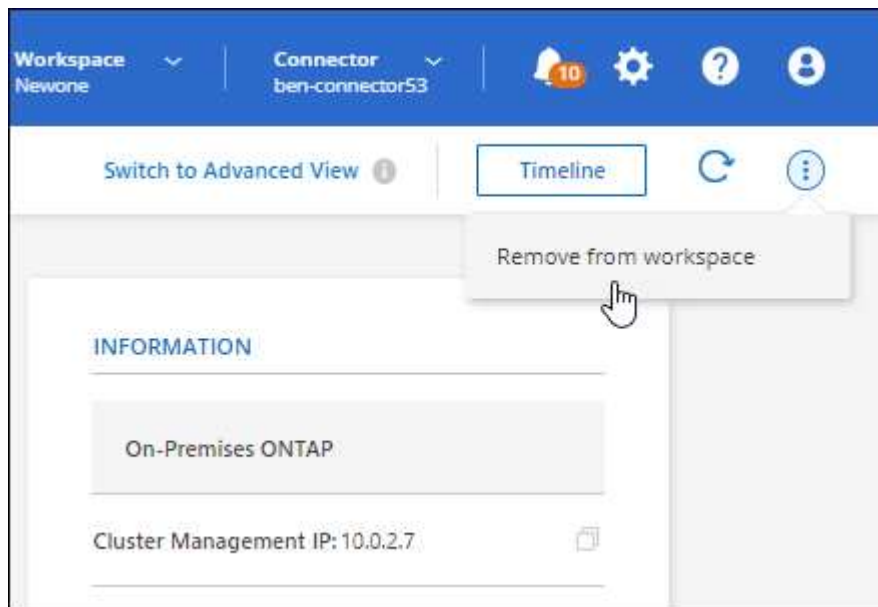 Workspace
Newone
Connector
ben-connector53
10
Switch to Advanced View
Timeline
Remove from workspace
INFORMATION
On-Premises ONTAP
Cluster Management IP: 10.0.2.7